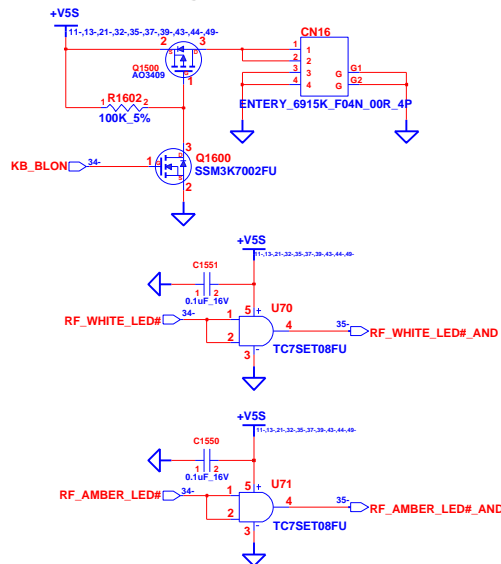 +V5S
11-,13-,21-,32-,35-,37-,39-,43-,44-,49-
2 3
Q1500
AO3409
1
CN16
1 1
2 2
3 3
4 4
G G1
G G2
ENTERY_6915K_F04N_00R_4P
R1602
1 2
100K_5%
KB_BLON 34-
1
3
Q1600
SSM3K7002FU
2
D
G
S
+V5S
11-,13-,21-,32-,35-,37-,39-,43-,44-,49-
C1551
1 2
0.1uF_16V
U70
5 +
RF_WHITE_LED# 34-
1
2
4
35- RF_WHITE_LED#_AND
3 -
TC7SET08FU
+V5S
11-,13-,21-,32-,35-,37-,39-,43-,44-,49-
C1550
1 2
0.1uF_16V
U71
5 +
RF_AMBER_LED# 34-
1
2
4
35- RF_AMBER_LED#_AND
3 -
TC7SET08FU